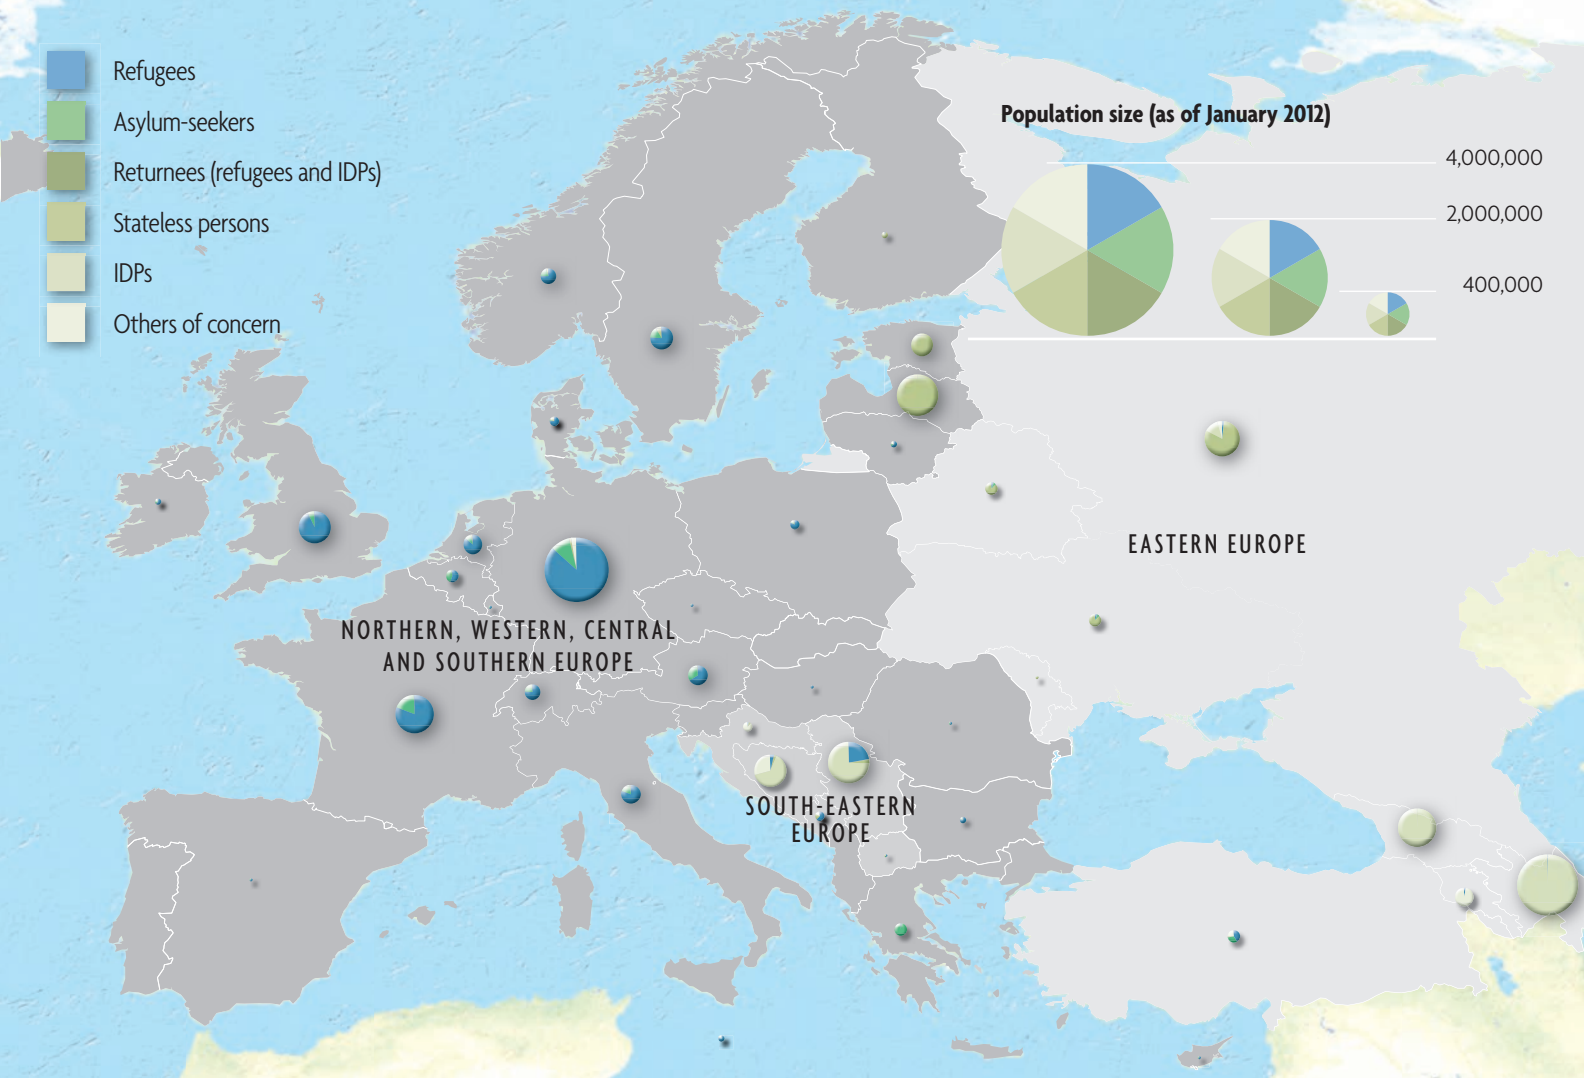 Refugees
Asylum-seekers
Returnees (refugees and IDPs)
Stateless persons
IDPs
Others of concern
Population size (as of January 2012)
4,000,000
2,000,000
400,000
EASTERN EUROPE
NORTHERN, WESTERN, CENTRAL
AND SOUTHERN EUROPE
SOUTH-EASTERN
EUROPE